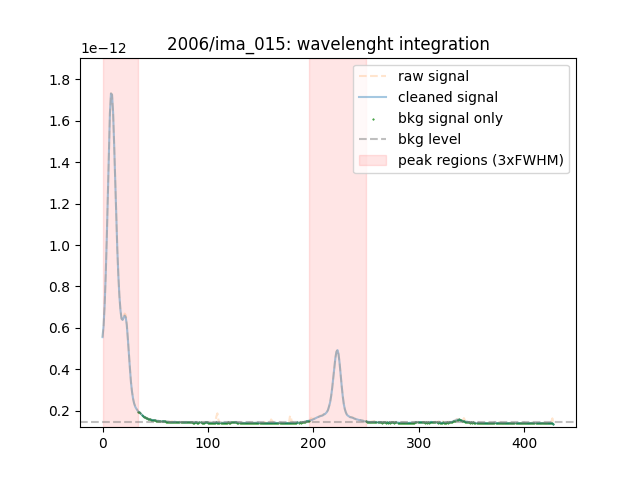 2006/ima_015: wavelenght integration
1e−12
1.8
1.6
1.4
1.2
1.0
0.8
0.6
0.4
0.2
0 100 200 300 400
raw signal
cleaned signal
bkg signal only
bkg level
peak regions (3xFWHM)